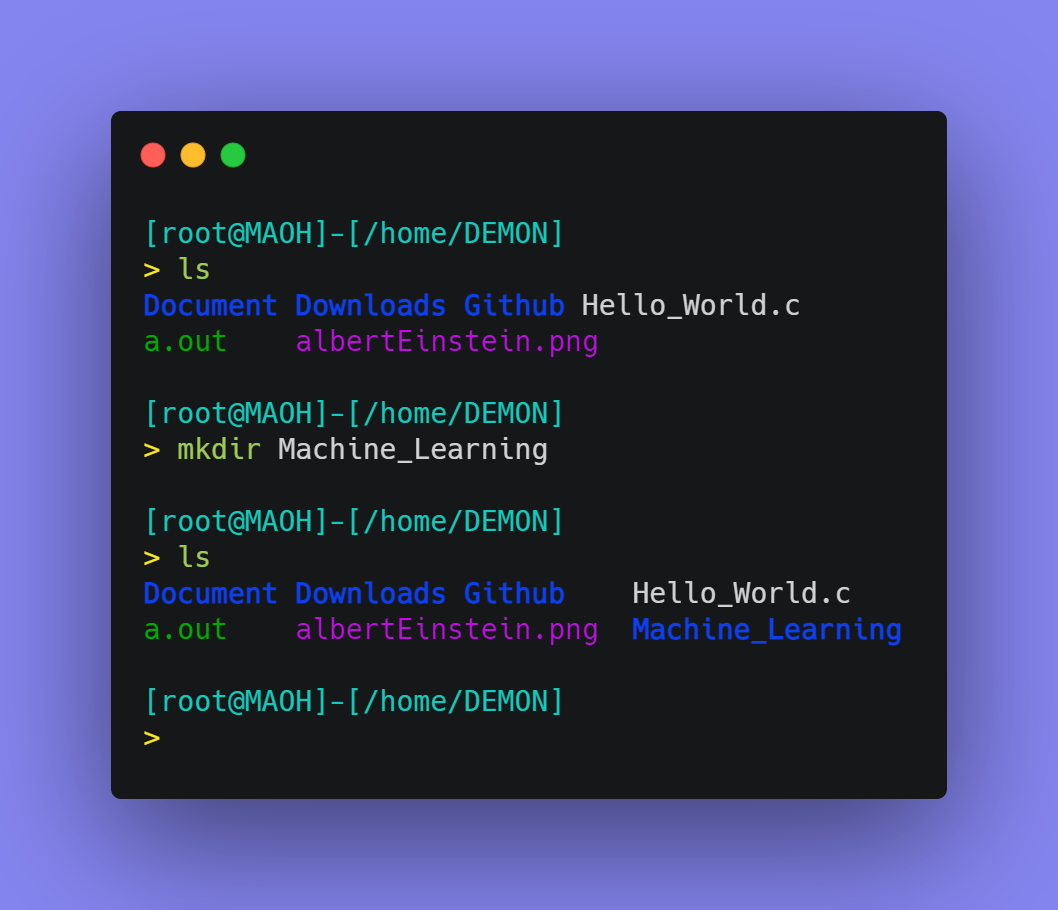 [root@MAOH]-[/home/DEMON]
> ls
Document Downloads Github Hello_World.c
a.out    albertEinstein.png

[root@MAOH]-[/home/DEMON]
> mkdir Machine_Learning

[root@MAOH]-[/home/DEMON]
> ls
Document Downloads Github    Hello_World.c
a.out    albertEinstein.png  Machine_Learning

[root@MAOH]-[/home/DEMON]
>